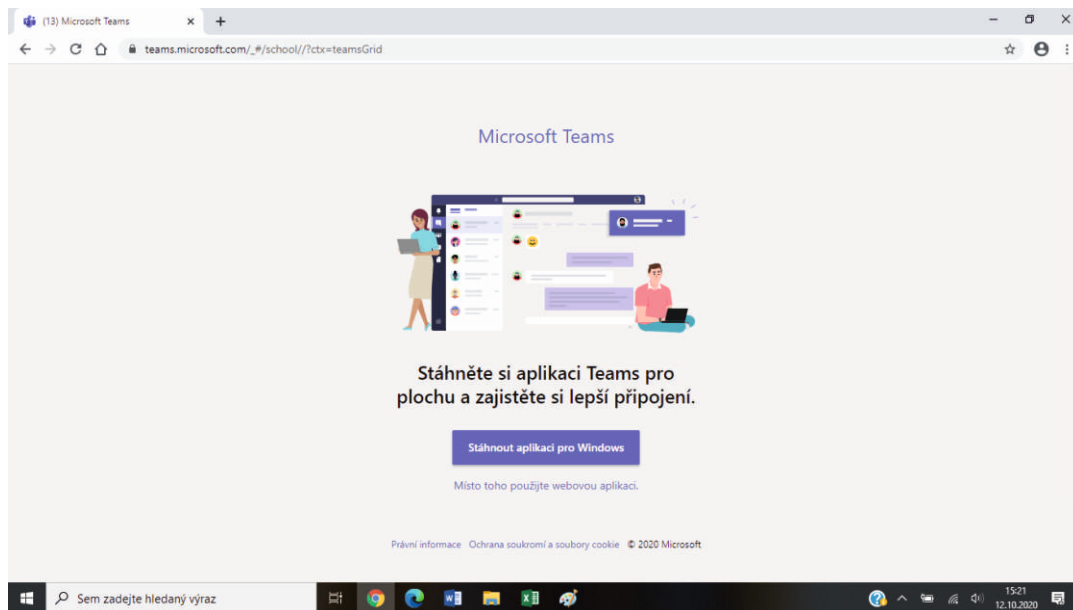 (13) Microsoft Teams
teams.microsoft.com/_#/school//?ctx=teamsGrid
Microsoft Teams
Stáhněte si aplikaci Teams pro
plochu a zajistěte si lepší připojení.
Stáhnout aplikaci pro Windows
Místo toho použijte webovou aplikaci.
Právní informace Ochrana soukromí a soubory cookie © 2020 Microsoft
Sem zadejte hledaný výraz
15:21
12.10.2020